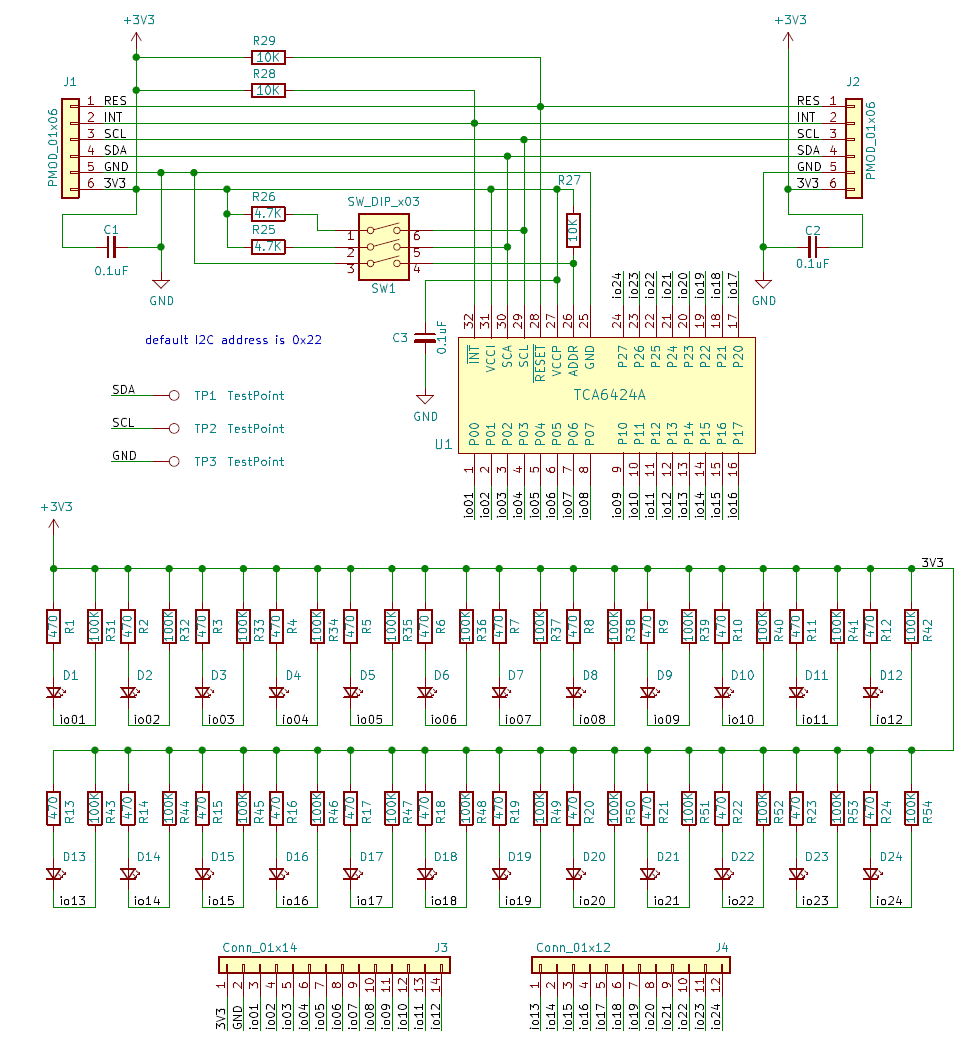 +3V3
+3V3
R29
10K
R28
10K
J1
J2
PMOD_01x06
PMOD_01x06
1 RES
RES 1
2 INT
INT 2
3 SCL
SCL 3
4 SDA
SDA 4
5 GND
GND 5
6 3V3
3V3 6
R27
10K
R26
4.7K
R25
4.7K
SW_DIP_x03
1 6
2 5
3 4
SW1
C1
0.1uF
GND
C2
0.1uF
GND
C3
0.1uF
GND
default I2C address is 0x22
io24 io23 io22 io21 io20 io19 io18 io17
32 31 30 29 28 27 26 25 24 23 22 21 20 19 18 17
INT VCCI SCA SCL RESET VCCP ADDR GND P27 P26 P25 P24 P23 P22 P21 P20
TCA6424A
U1
P00 P01 P02 P03 P04 P05 P06 P07 P10 P11 P12 P13 P14 P15 P16 P17
1 2 3 4 5 6 7 8 9 10 11 12 13 14 15 16
io01 io02 io03 io04 io05 io06 io07 io08 io09 io10 io11 io12 io13 io14 io15 io16
SDA TP1 TestPoint
SCL TP2 TestPoint
GND TP3 TestPoint
+3V3
3V3
470 R1 100K R31 470 R2 100K R32 470 R3 100K R33 470 R4 100K R34 470 R5 100K R35 470 R6 100K R36 470 R7 100K R37 470 R8 100K R38 470 R9 100K R39 470 R10 100K R40 470 R11 100K R41 470 R12 100K R42
D1 D2 D3 D4 D5 D6 D7 D8 D9 D10 D11 D12
io01 io02 io03 io04 io05 io06 io07 io08 io09 io10 io11 io12
470 R13 100K R43 470 R14 100K R44 470 R15 100K R45 470 R16 100K R46 470 R17 100K R47 470 R18 100K R48 470 R19 100K R49 470 R20 100K R50 470 R21 100K R51 470 R22 100K R52 470 R23 100K R53 470 R24 100K R54
D13 D14 D15 D16 D17 D18 D19 D20 D21 D22 D23 D24
io13 io14 io15 io16 io17 io18 io19 io20 io21 io22 io23 io24
Conn_01x14 J3
1 2 3 4 5 6 7 8 9 10 11 12 13 14
3V3 GND io01 io02 io03 io04 io05 io06 io07 io08 io09 io10 io11 io12
Conn_01x12 J4
1 2 3 4 5 6 7 8 9 10 11 12
io13 io14 io15 io16 io17 io18 io19 io20 io21 io22 io23 io24